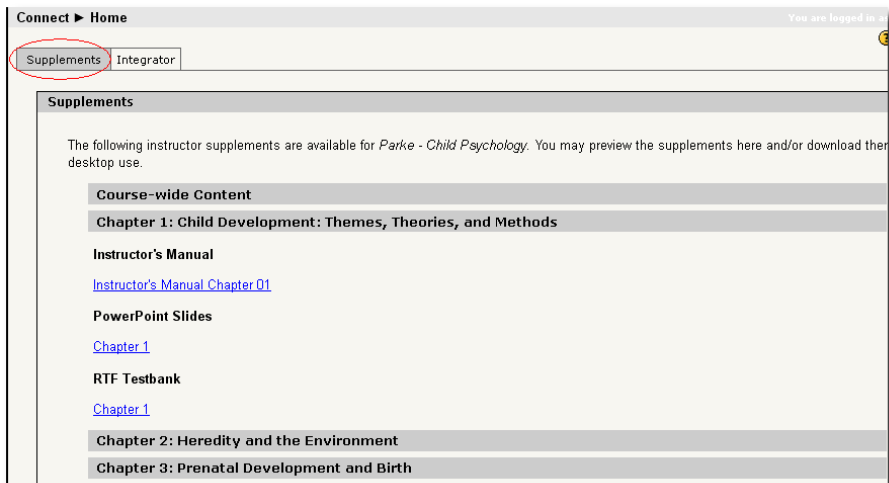 Connect ► Home
You are logged in as
Supplements
Integrator
Supplements
The following instructor supplements are available for Parke - Child Psychology. You may preview the supplements here and/or download
desktop use.
Course-wide Content
Chapter 1: Child Development: Themes, Theories, and Methods
Instructor's Manual
Instructor's Manual Chapter 01
PowerPoint Slides
Chapter 1
RTF Testbank
Chapter 1
Chapter 2: Heredity and the Environment
Chapter 3: Prenatal Development and Birth